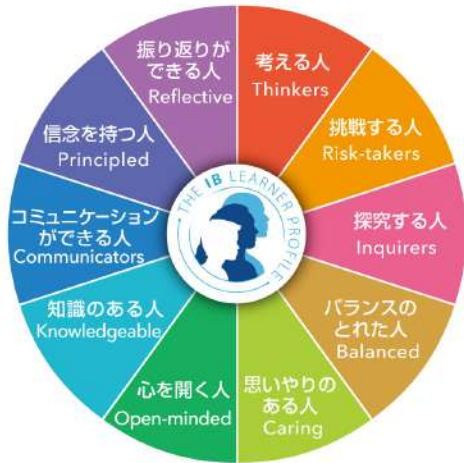 考える人
Thinkers
挑戦する人
Risk-takers
探究する人
Inquirers
バランスの
とれた人
Balanced
思いやりの
ある人
Caring
心を開く人
Open-minded
知識のある人
Knowledgeable
コミュニケーション
ができる人
Communicators
信念を持つ人
Principled
振り返りが
できる人
Reflective
THE IB LEARNER PROFILE